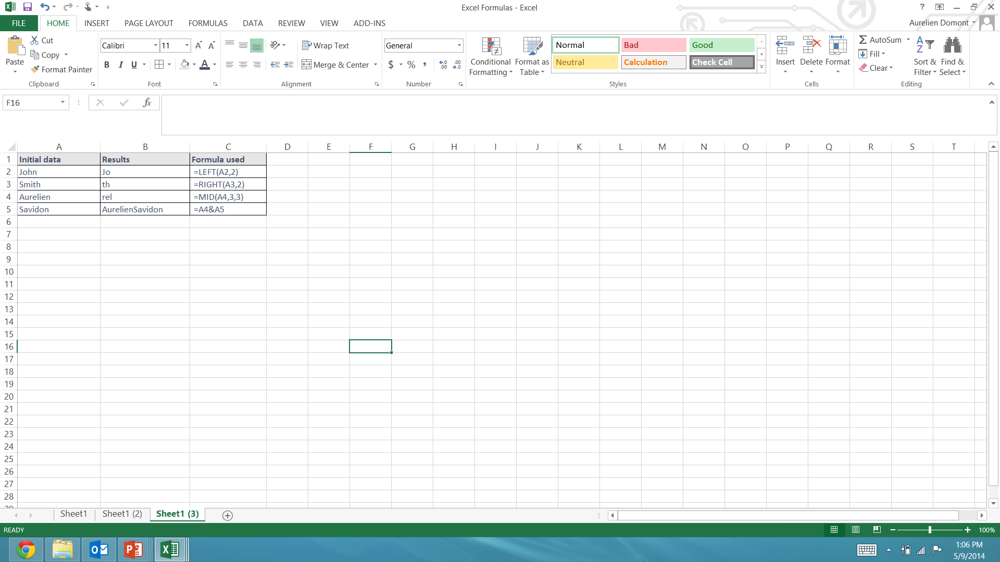 Excel Formulas - Excel
?
FILE HOME INSERT PAGE LAYOUT FORMULAS DATA REVIEW VIEW ADD-INS
Aurelien Domont
Paste
Cut
Copy
Format Painter
Clipboard
Calibri 11 A A
B I U A
Font
Wrap Text
Merge & Center
Alignment
General
$ % ,
Number
Conditional Formatting
Format as Table
Normal Bad Good
Neutral Calculation Check Cell
Styles
Insert Delete Format
Cells
AutoSum
Fill
Clear
Sort & Filter
Find & Select
Editing
F16 fx
A B C D E F G H I J K L M N O P Q R S T
1 Initial data Results Formula used
2 John Jo =LEFT(A2,2)
3 Smith th =RIGHT(A3,2)
4 Aurelien rel =MID(A4,3,3)
5 Savidon AurelienSavidon =A4&A5
6
7
8
9
10
11
12
13
14
15
16
17
18
19
20
21
22
23
24
25
26
27
28
Sheet1 Sheet1 (2) Sheet1 (3)
READY
100%
1:06 PM
5/9/2014